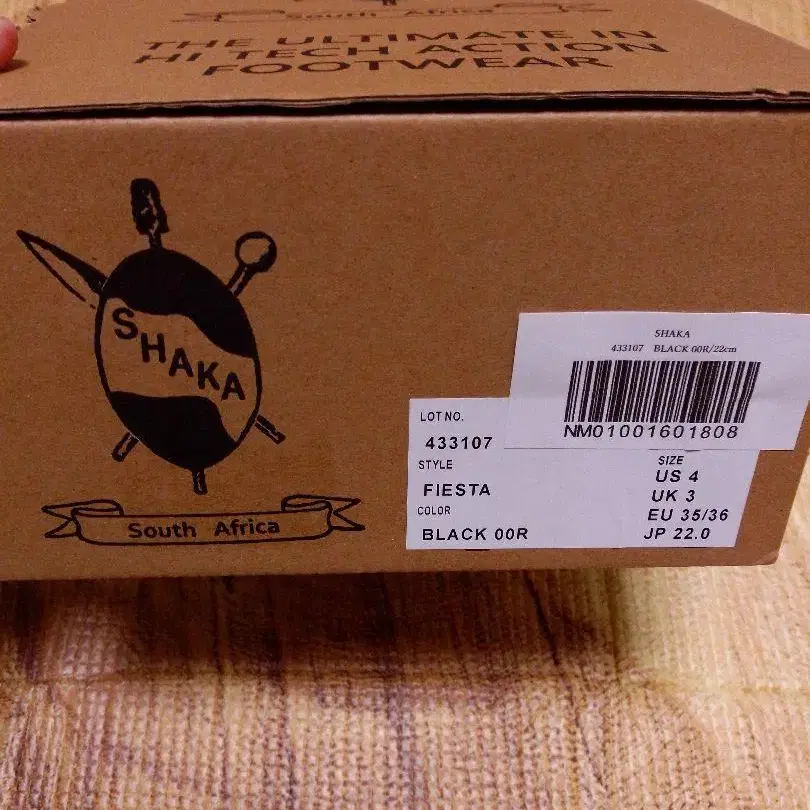 South Africa
THE ULTIMATE IN
HI TECH ACTION
FOOTWEAR
SHAKA
South Africa
SHAKA
433107 BLACK 00R/22cm
NM01001601808
LOT NO.
433107
STYLE
FIESTA
COLOR
BLACK 00R
SIZE
US 4
UK 3
EU 35/36
JP 22.0